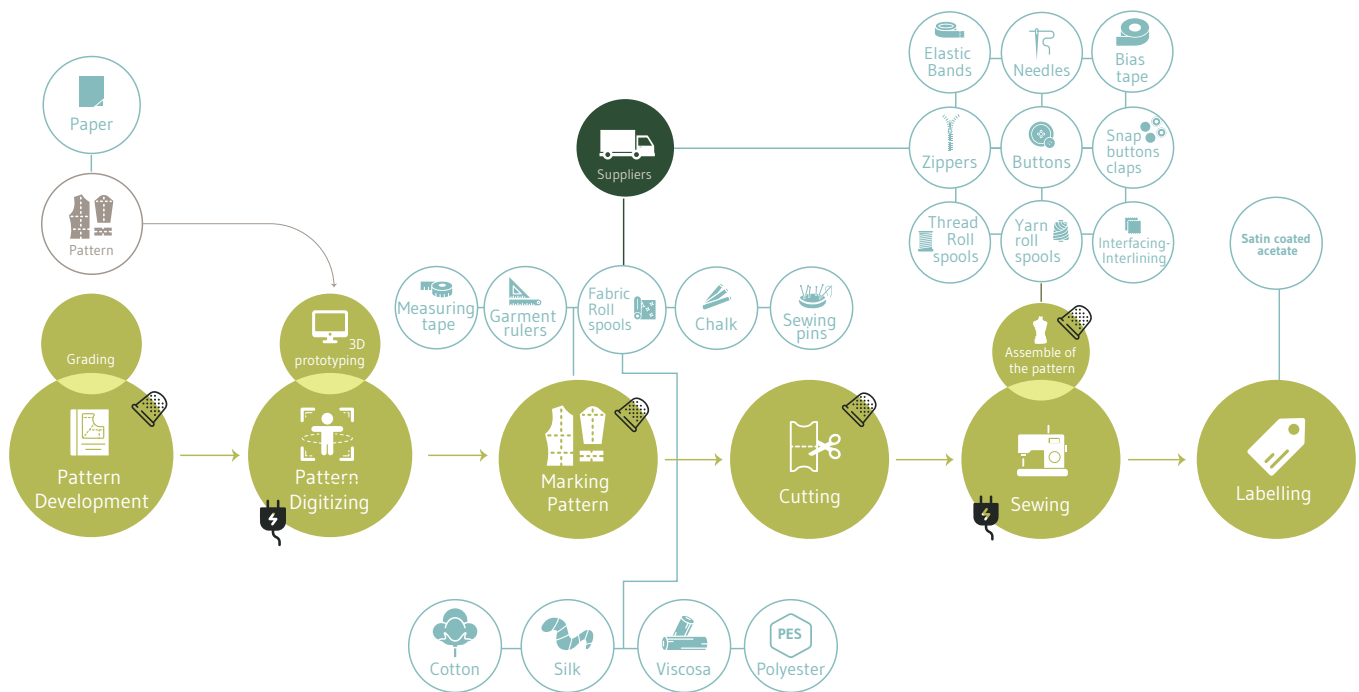 Paper
Pattern
Grading
Pattern
Development
3D
prototyping
Pattern
Digitizing
Suppliers
Measuring
tape
Garment
rulers
Fabric
Roll
spools
Chalk
Sewing
pins
Marking
Pattern
Cotton
Silk
Viscosa
PES
Polyester
Cutting
Elastic
Bands
Needles
Bias
tape
Zippers
Buttons
Snap
buttons
claps
Thread
Roll
spools
Yarn
roll
spools
Interfacing-
Interlining
Assemble of
the pattern
Sewing
Satin coated
acetate
Labelling